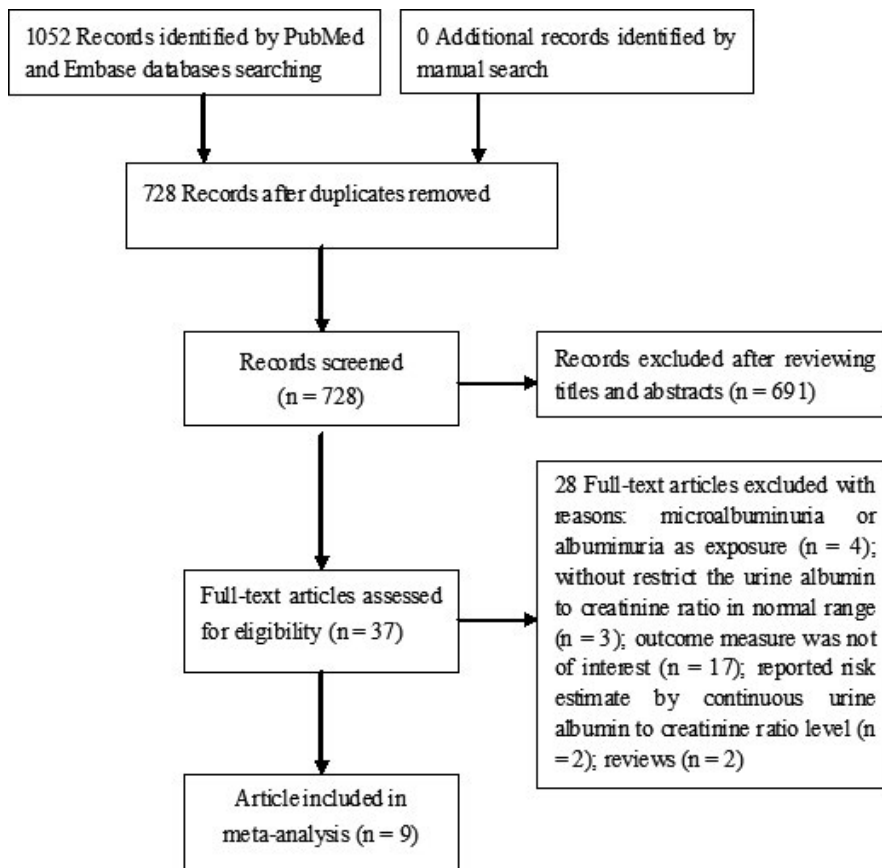 1052 Records identified by PubMed
and Embase databases searching
0 Additional records identified by
manual search
728 Records after duplicates removed
Records screened
(n = 728)
Records excluded after reviewing
titles and abstracts (n = 691)
28 Full-text articles excluded with
reasons: microalbuminuria or
albuminuria as exposure (n = 4);
without restrict the urine albumin
to creatinine ratio in normal range
(n = 3); outcome measure was not
of interest (n = 17); reported risk
estimate by continuous urine
albumin to creatinine ratio level (n
= 2); reviews (n = 2)
Full-text articles assessed
for eligibility (n = 37)
Article included in
meta-analysis (n = 9)